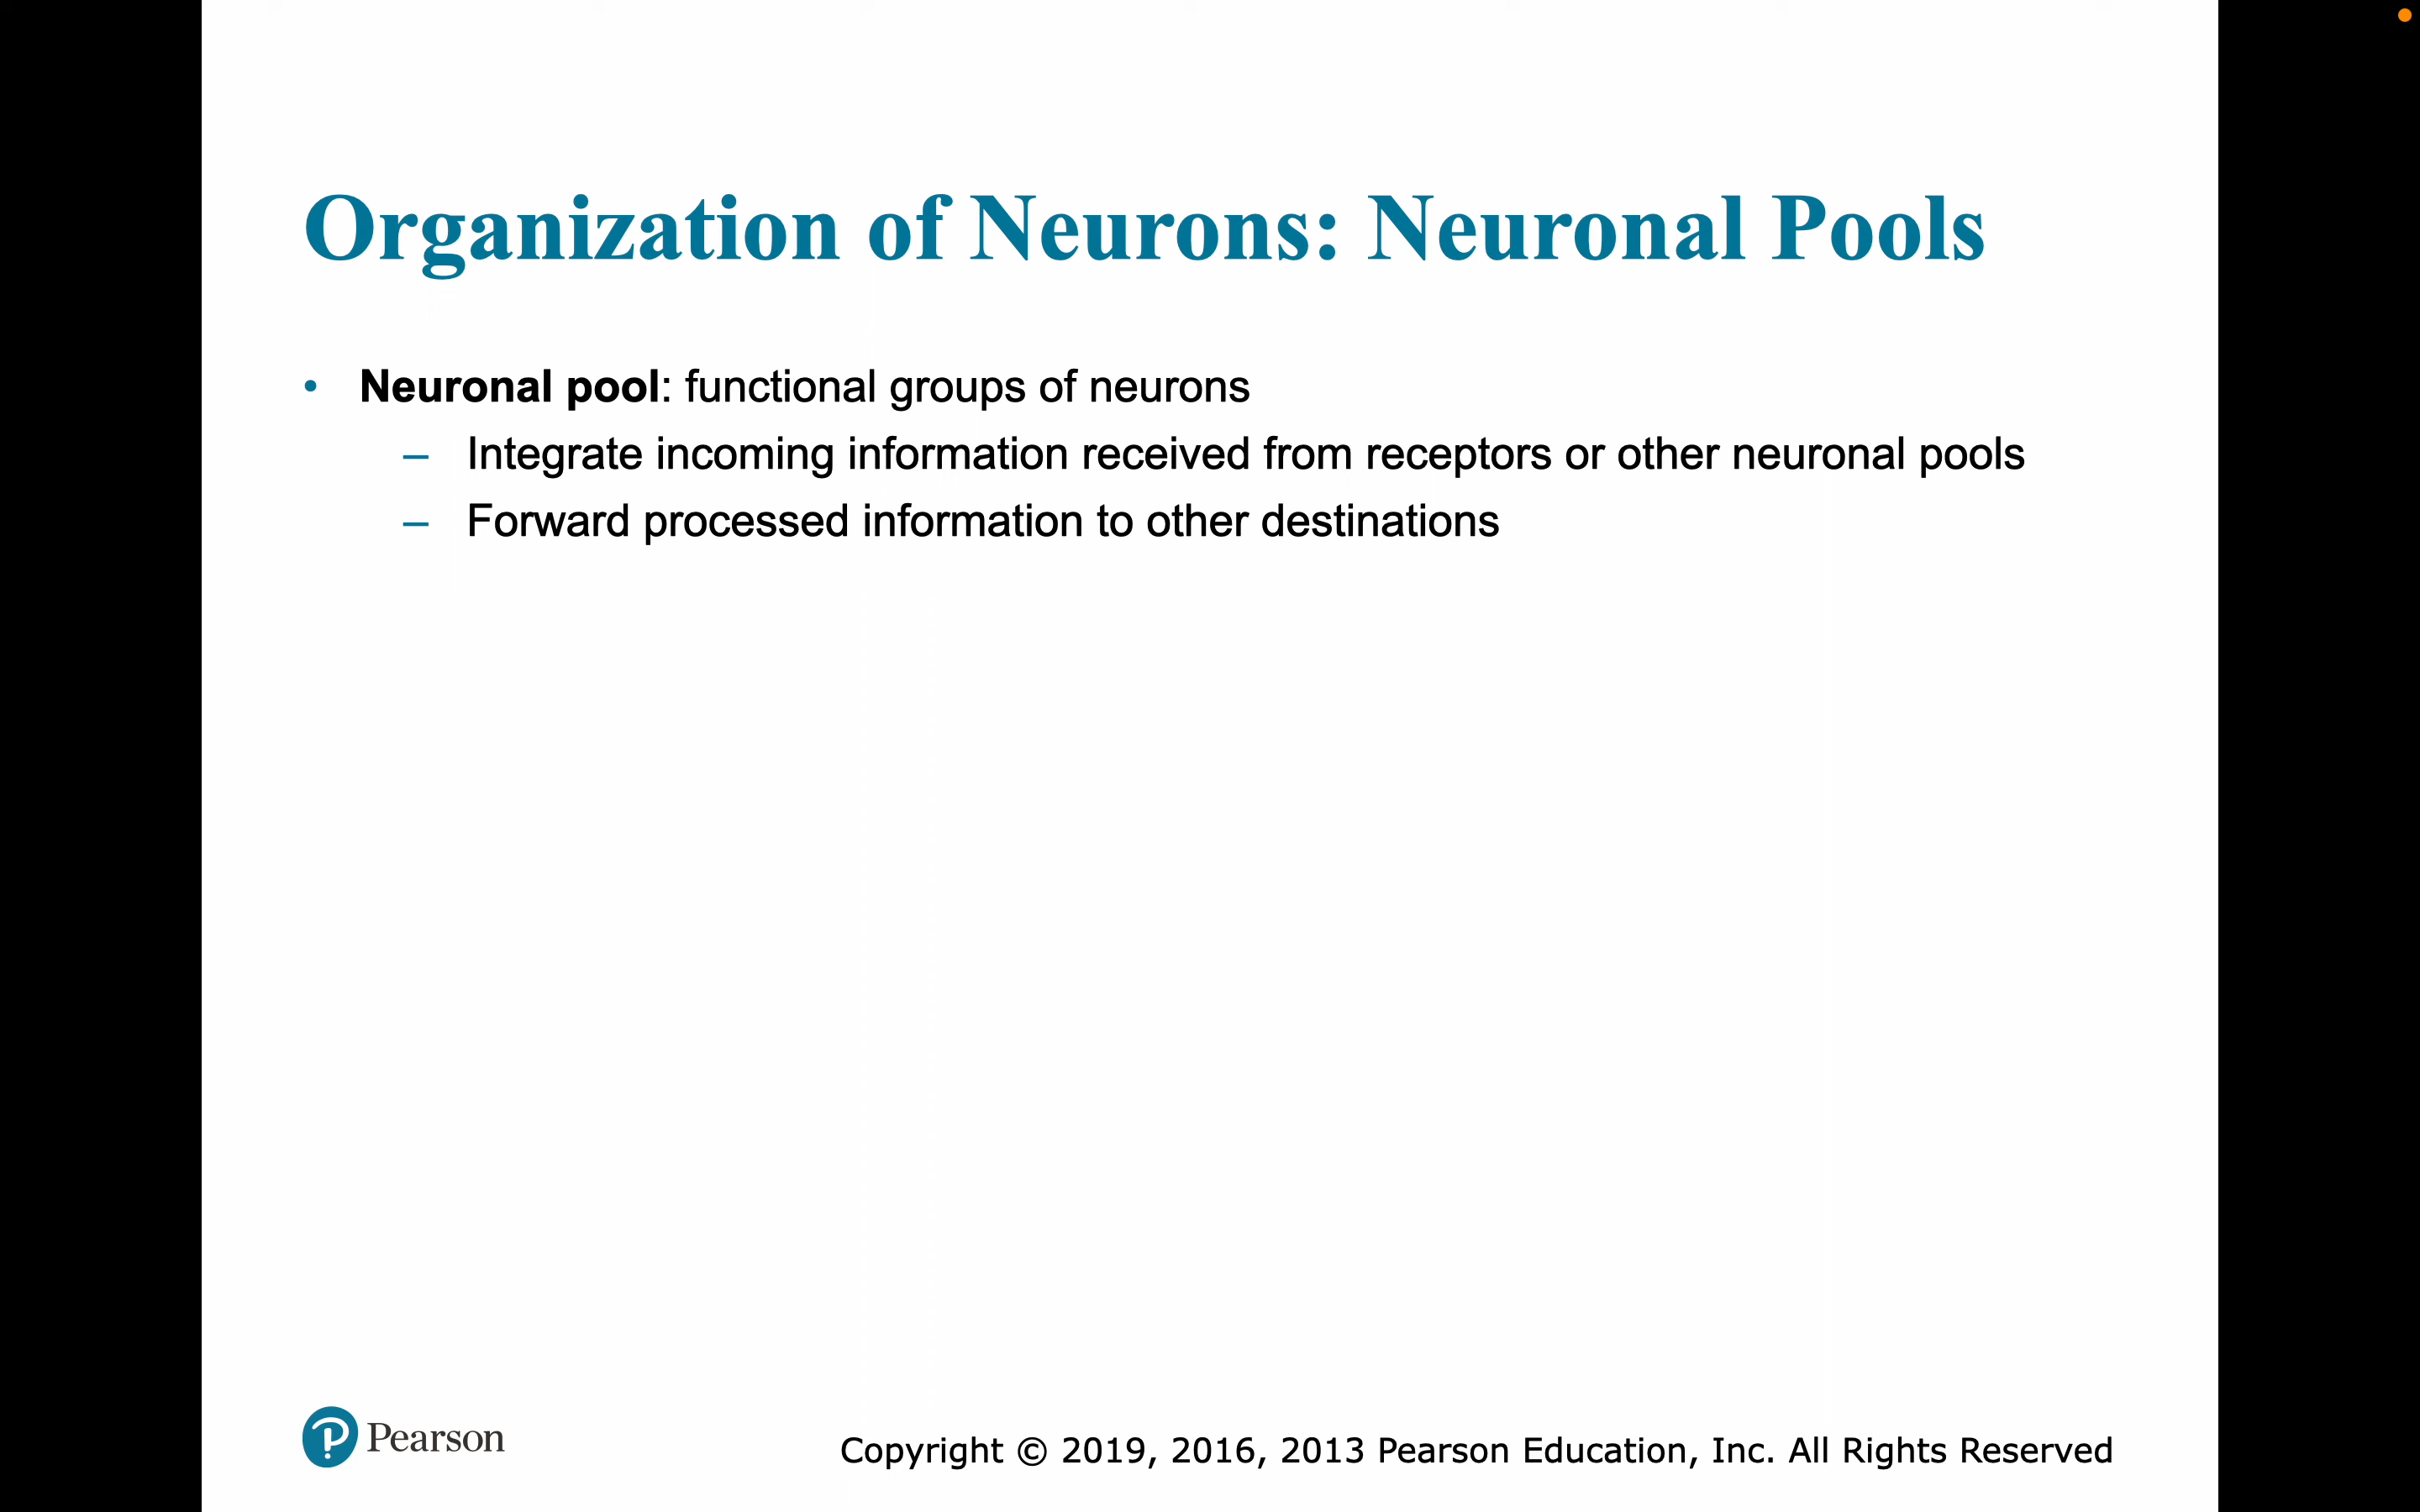 Organization of Neurons: Neuronal Pools
• Neuronal pool: functional groups of neurons
– Integrate incoming information received from receptors or other neuronal pools
– Forward processed information to other destinations
Pearson
Copyright © 2019, 2016, 2013 Pearson Education, Inc. All Rights Reserved